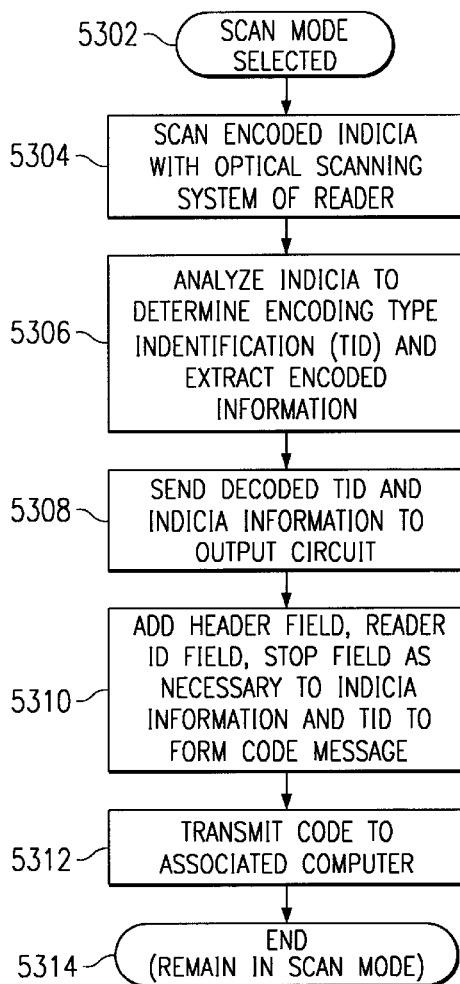 5302
SCAN MODE
SELECTED
5304
SCAN ENCODED INDICIA
WITH OPTICAL SCANNING
SYSTEM OF READER
5306
ANALYZE INDICIA TO
DETERMINE ENCODING TYPE
INDENTIFICATION (TID) AND
EXTRACT ENCODED
INFORMATION
5308
SEND DECODED TID AND
INDICIA INFORMATION TO
OUTPUT CIRCUIT
5310
ADD HEADER FIELD, READER
ID FIELD, STOP FIELD AS
NECESSARY TO INDICIA
INFORMATION AND TID TO
FORM CODE MESSAGE
5312
TRANSMIT CODE TO
ASSOCIATED COMPUTER
5314
END
(REMAIN IN SCAN MODE)